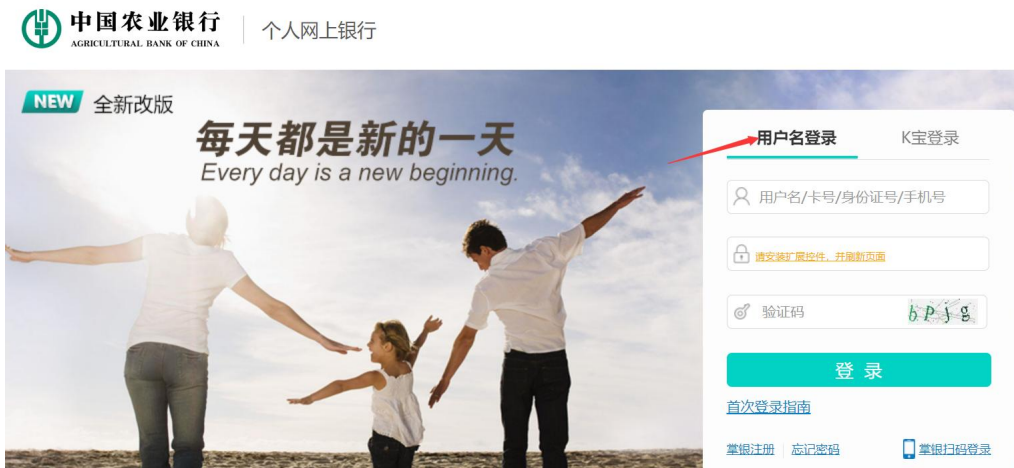 中国农业银行
AGRICULTURAL BANK OF CHINA
个人网上银行
NEW 全新改版
每天都是新的一天
Every day is a new beginning.
用户名登录 K宝登录
用户名/卡号/身份证号/手机号
请安装扩展控件，并刷新页面
验证码 bPjg
登 录
首次登录指南
掌银注册 忘记密码 掌银扫码登录